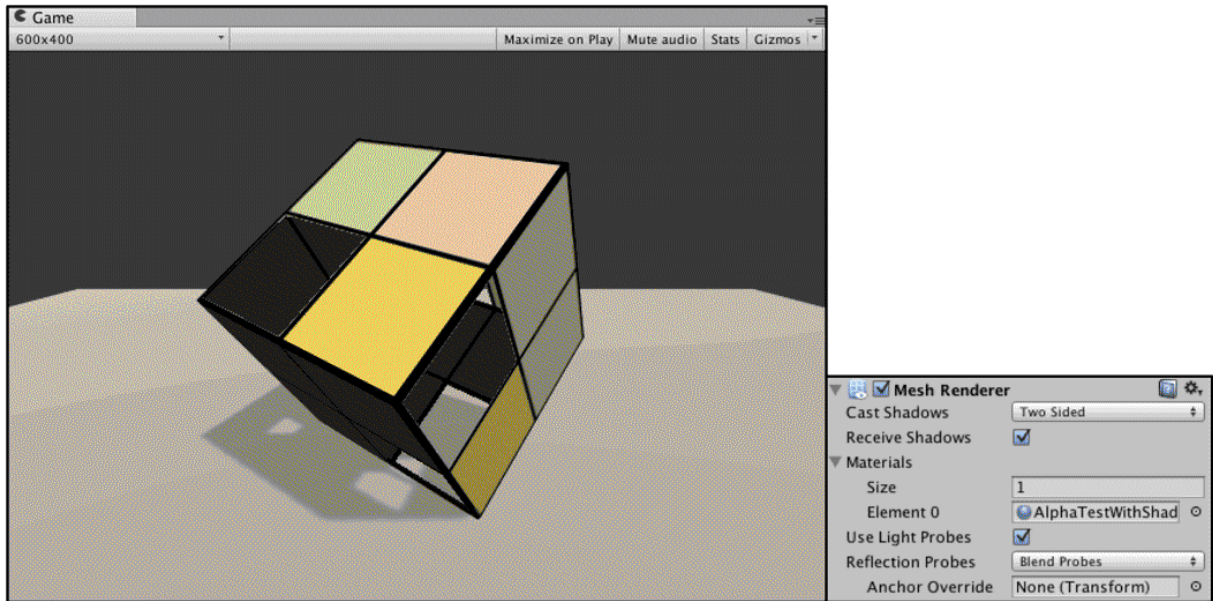 Game
600x400 Maximize on Play Mute audio Stats Gizmos
Mesh Renderer
Cast Shadows Two Sided
Receive Shadows
Materials
Size 1
Element 0 AlphaTestWithShad
Use Light Probes
Reflection Probes Blend Probes
Anchor Override None (Transform)